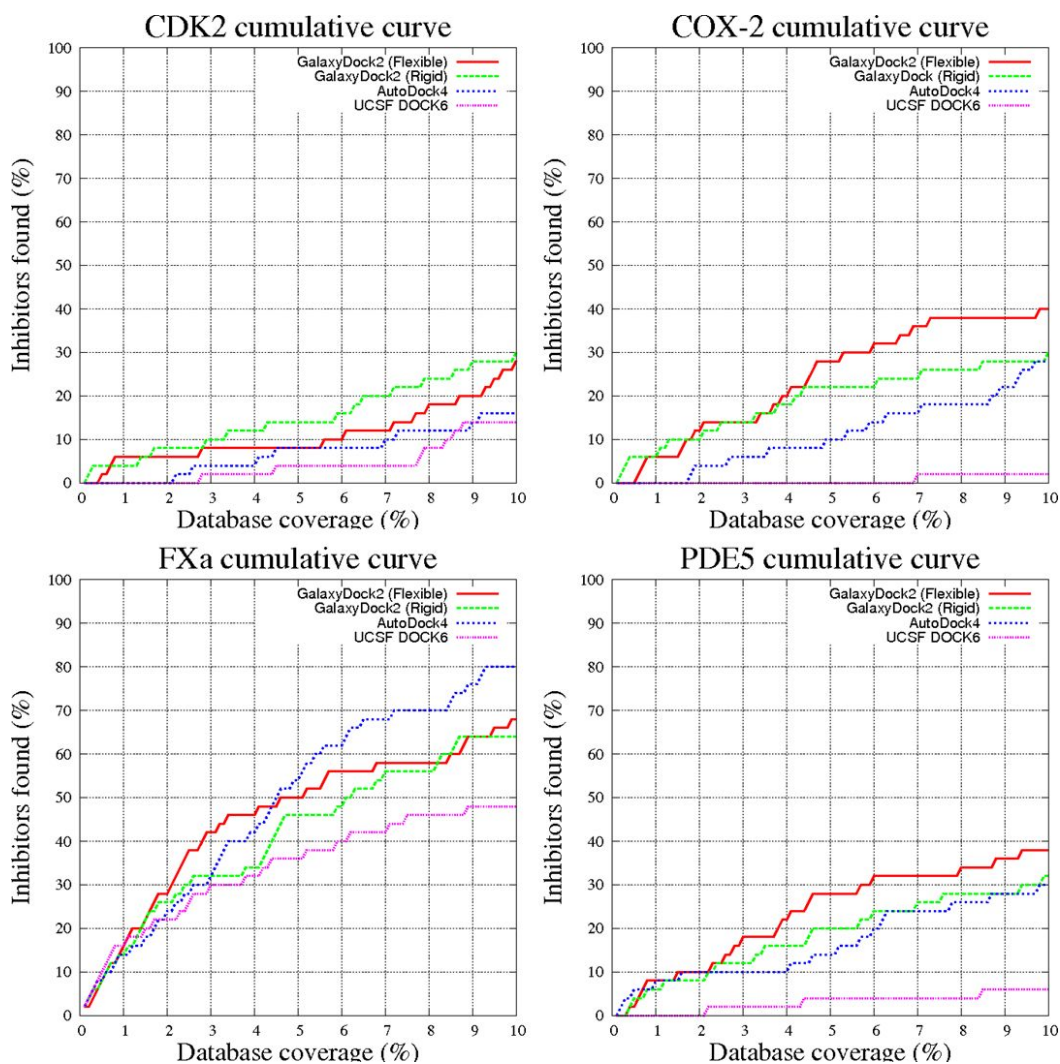 CDK2 cumulative curve
GalaxyDock2 (Flexible)
GalaxyDock2 (Rigid)
AutoDock4
UCSF DOCK6
Inhibitors found (%)
100
90
80
70
60
50
40
30
20
10
0
0 1 2 3 4 5 6 7 8 9 10
Database coverage (%)
COX-2 cumulative curve
GalaxyDock2 (Flexible)
GalaxyDock (Rigid)
AutoDock4
UCSF DOCK6
Inhibitors found (%)
100
90
80
70
60
50
40
30
20
10
0
0 1 2 3 4 5 6 7 8 9 10
Database coverage (%)
FXa cumulative curve
GalaxyDock2 (Flexible)
GalaxyDock2 (Rigid)
AutoDock4
UCSF DOCK6
Inhibitors found (%)
100
90
80
70
60
50
40
30
20
10
0
0 1 2 3 4 5 6 7 8 9 10
Database coverage (%)
PDE5 cumulative curve
GalaxyDock2 (Flexible)
GalaxyDock2 (Rigid)
AutoDock4
UCSF DOCK6
Inhibitors found (%)
100
90
80
70
60
50
40
30
20
10
0
0 1 2 3 4 5 6 7 8 9 10
Database coverage (%)